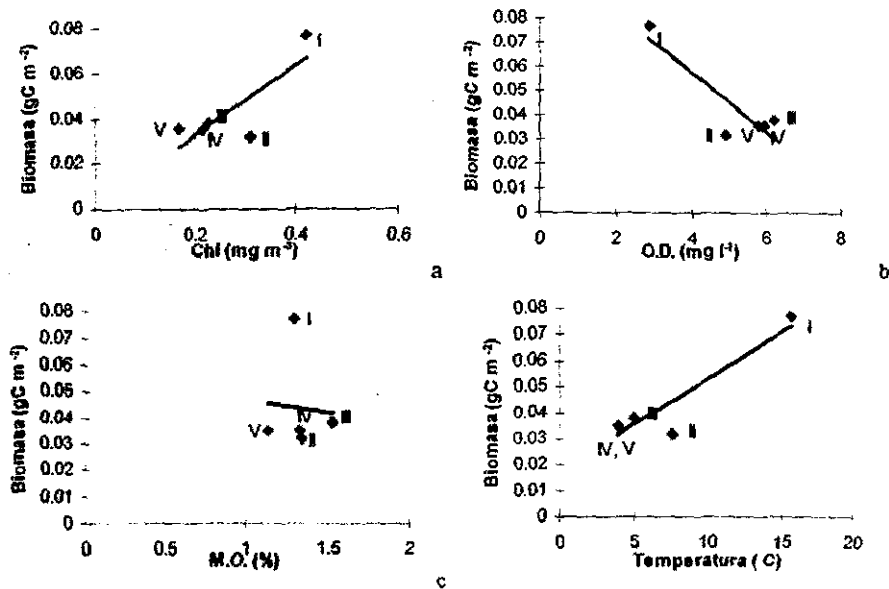 Biomasa (gC m⁻²)
0.08
0.06
0.04
0.02
0
I
V
IV
II
0
0.2
0.4
0.6
Chl (mg m⁻³)
a
Biomasa (gC m⁻²)
0.08
0.07
0.06
0.05
0.04
0.03
0.02
0.01
0
I
II
V
IV
III
0
2
4
6
8
O.D. (mg l⁻¹)
b
Biomasa (gC m⁻²)
0.08
0.07
0.06
0.05
0.04
0.03
0.02
0.01
0
I
IV
III
V
II
0
0.5
1
1.5
2
M.O. (%)
c
Biomasa (gC m⁻²)
0.08
0.07
0.06
0.05
0.04
0.03
0.02
0.01
0
I
II
IV, V
0
5
10
15
20
Temperatura ( C)